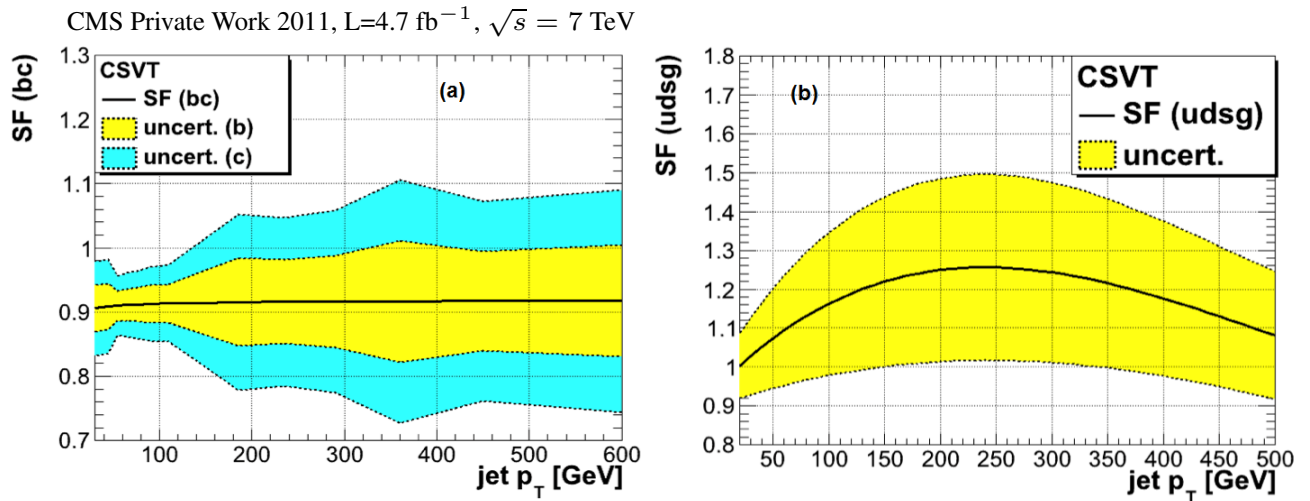 CMS Private Work 2011, L=4.7 fb⁻¹, √s = 7 TeV
SF (bc)
1.3
1.2
1.1
1
0.9
0.8
0.7
CSVT
SF (bc)
uncert. (b)
uncert. (c)
(a)
100 200 300 400 500 600
jet p_T [GeV]
SF (udsg)
1.8
1.7
1.6
1.5
1.4
1.3
1.2
1.1
1
0.9
0.8
(b)
CSVT
SF (udsg)
uncert.
50 100 150 200 250 300 350 400 450 500
jet p_T [GeV]